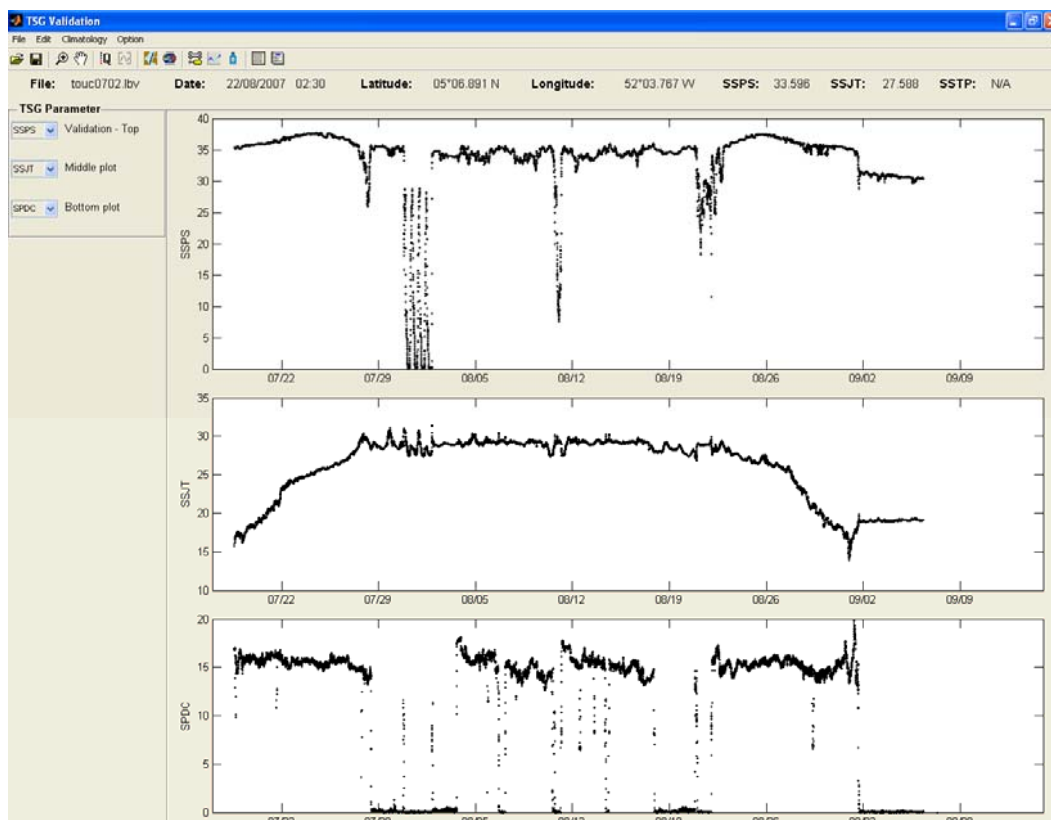 TSG Validation
File Edit Climatology Option
File: touc0702.lbv Date: 22/08/2007 02:30 Latitude: 05°06.891 N Longitude: 52°03.767 W SSPS: 33.596 SSJT: 27.588 SSTP: N/A
TSG Parameter
SSPS Validation - Top
SSJT Middle plot
SPDC Bottom plot
40
35
30
25
20
15
10
5
0
SSPS
07/22 07/29 08/05 08/12 08/19 08/26 09/02 09/09
35
30
25
20
15
10
SSJT
07/22 07/29 08/05 08/12 08/19 08/26 09/02 09/09
20
15
10
5
0
SPDC